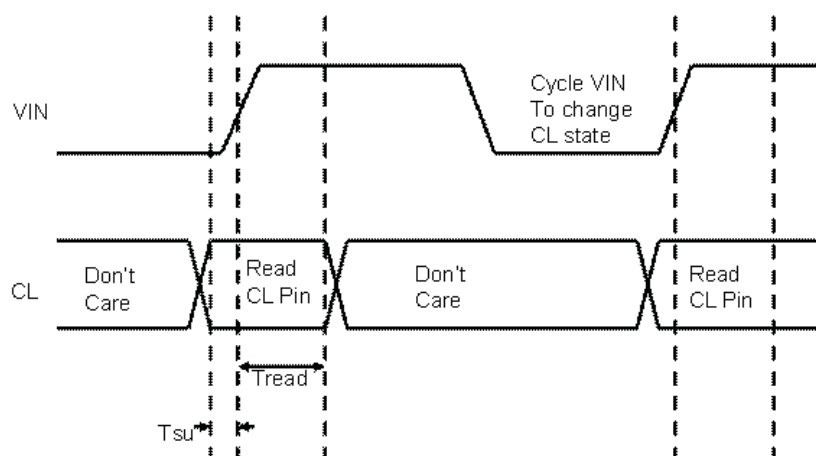 VIN
Cycle VIN
To change
CL state
CL
Don't
Care
Read
CL Pin
Don't
Care
Read
CL Pin
Tread
Tsu